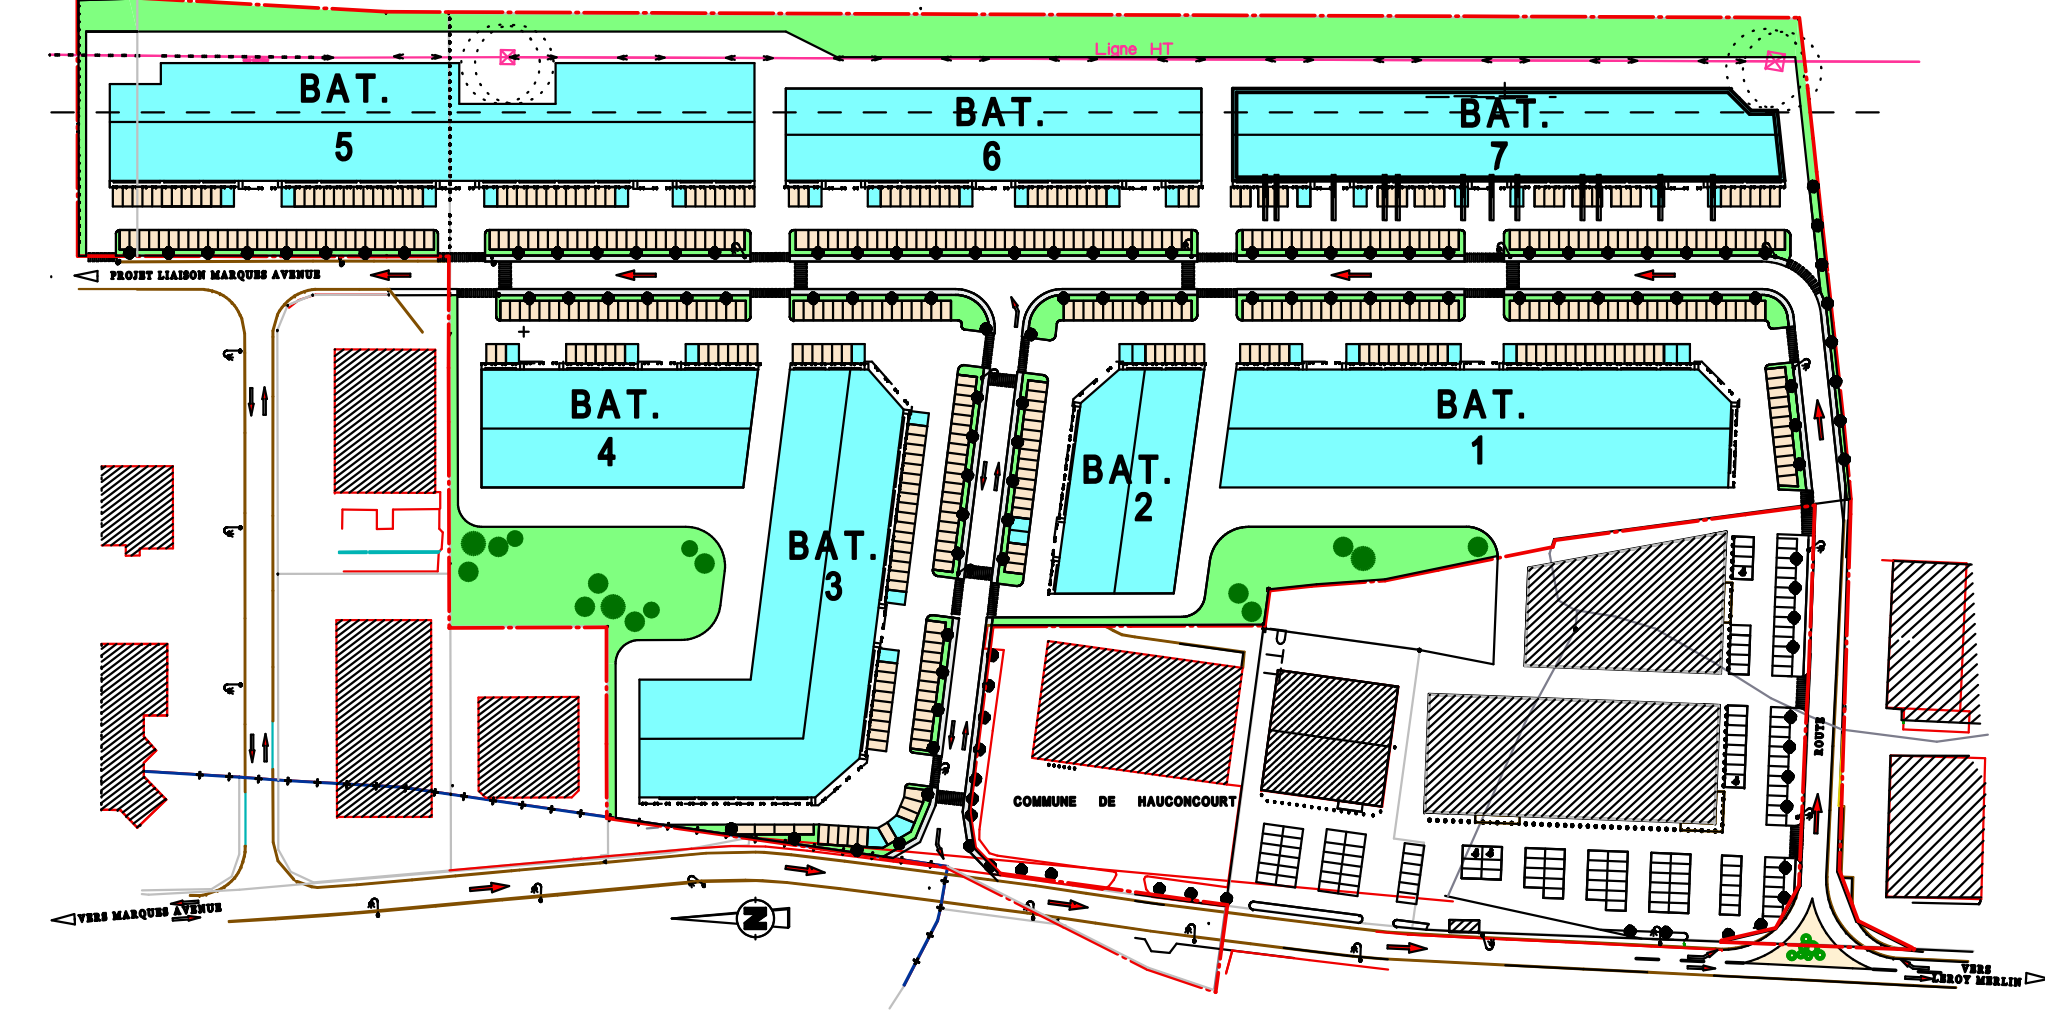 Ligne HT
BAT.
5
BAT.
6
BAT.
7
PROJET LIAISON MARQUES AVENUE
BAT.
4
BAT.
3
BAT.
2
BAT.
1
COMMUNE DE HAUCONCOURT
ROUTE
VERS MARQUES AVENUE
N
VERS
LEROY MERLIN